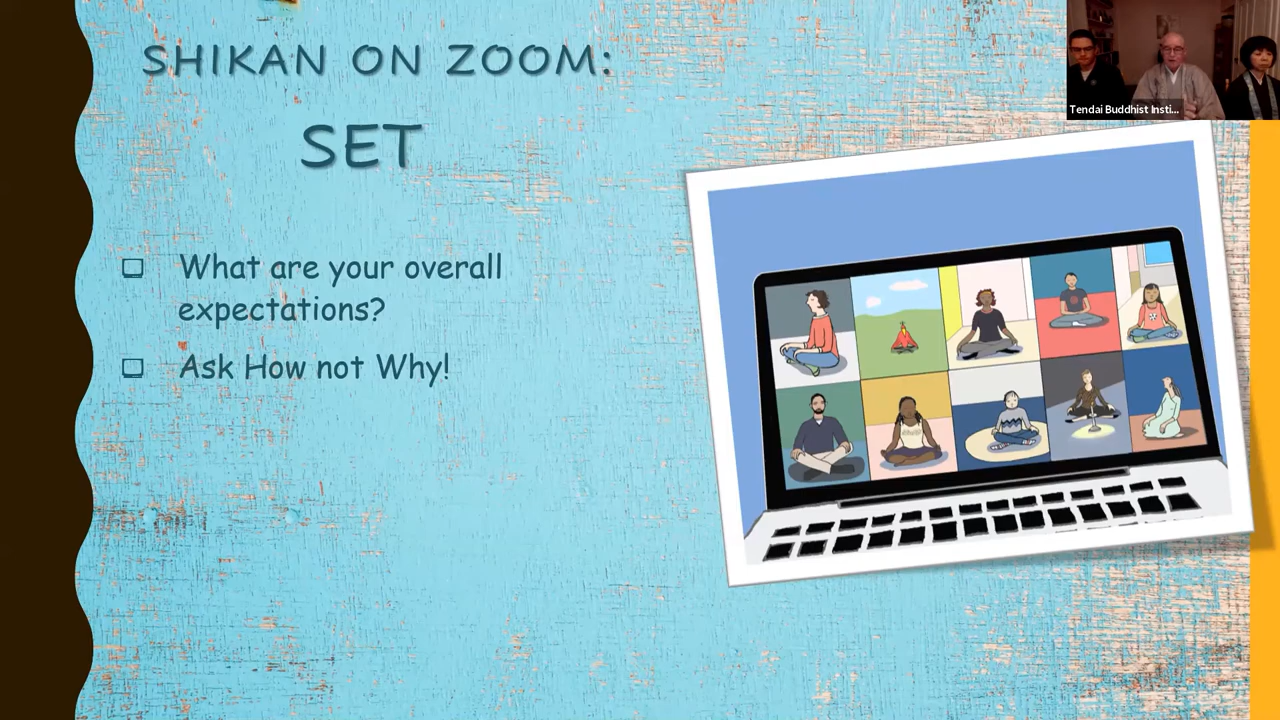 SHIKAN ON ZOOM:
SET
❑ What are your overall
expectations?
❑ Ask How not Why!
Tendai Buddhist Insti...